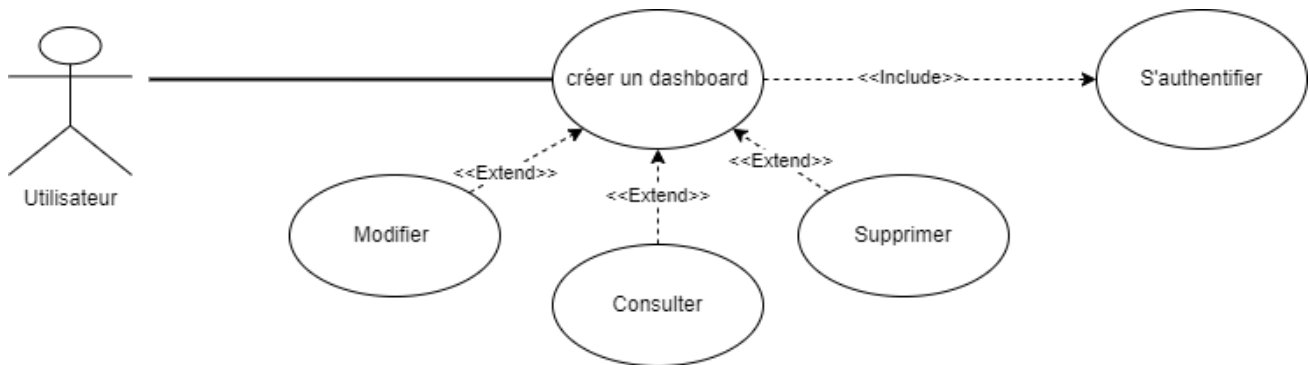 créer un dashboard
<<Include>>
S'authentifier
<<Extend>>
<<Extend>>
<<Extend>>
Utilisateur
Modifier
Supprimer
Consulter